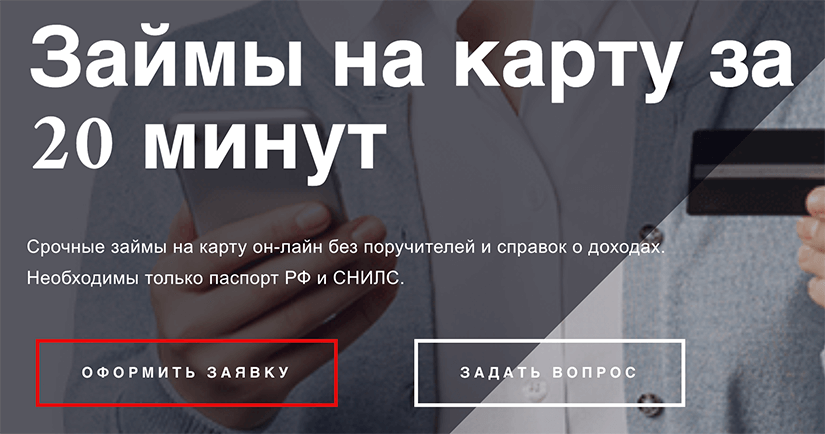 Займы на карту за
20 минут
Срочные займы на карту он-лайн без поручителей и справок о доходах.
Необходимы только паспорт РФ и СНИЛС.
ОФОРМИТЬ ЗАЯВКУ
ЗАДАТЬ ВОПРОС